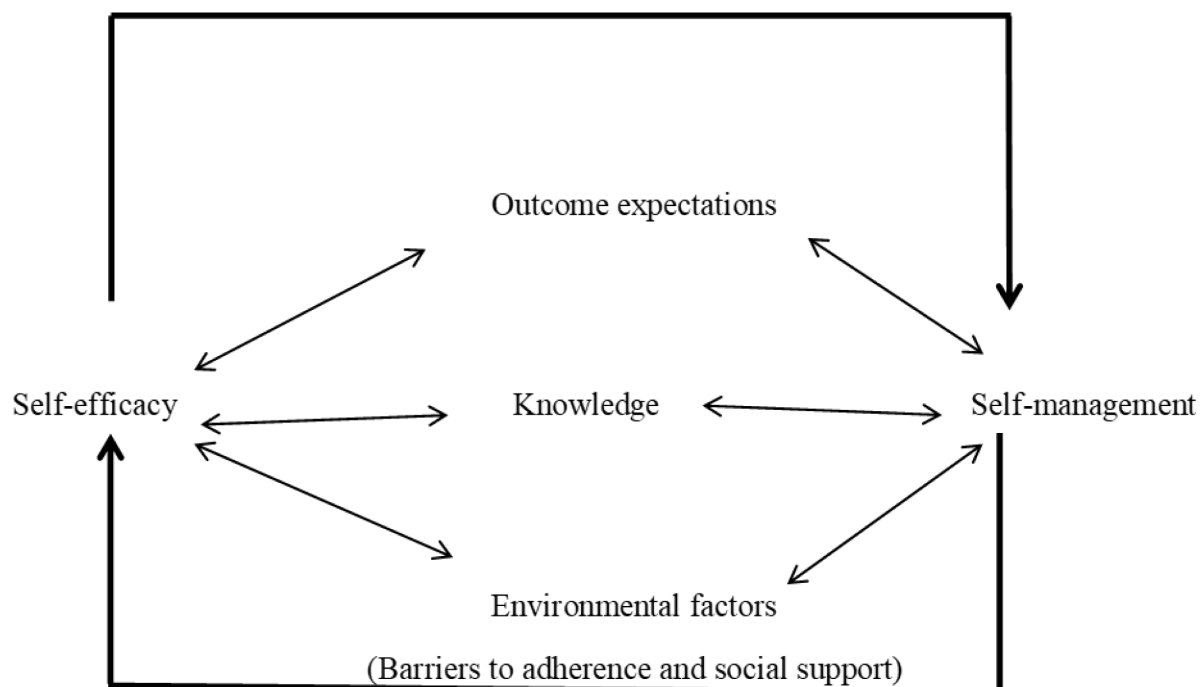 Outcome expectations
Self-efficacy
Knowledge
Self-management
Environmental factors
(Barriers to adherence and social support)